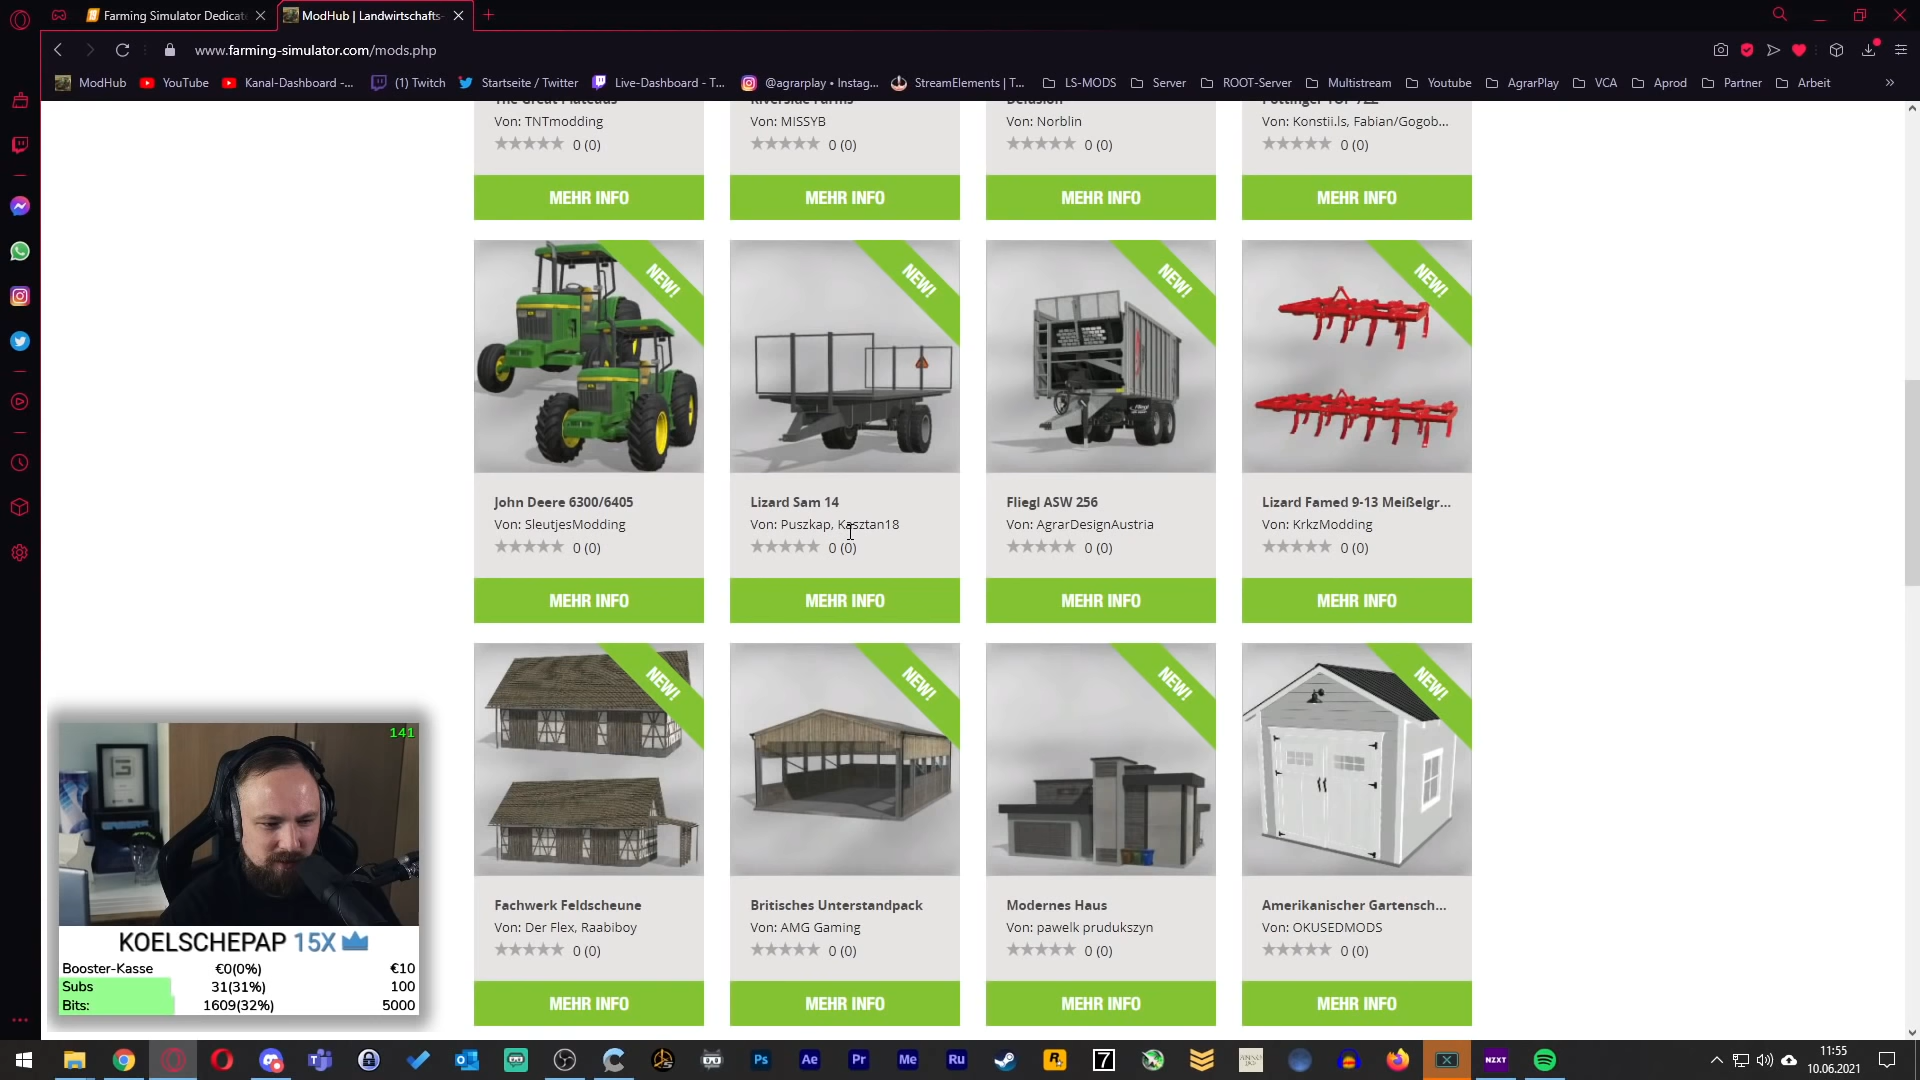 Farming Simulator Dedicate
ModHub | Landwirtschafts-
www.farming-simulator.com/mods.php
ModHub
YouTube
Kanal-Dashboard -...
(1) Twitch
Startseite / Twitter
Live-Dashboard - T...
@agrarplay • Instag...
StreamElements | T...
LS-MODS
Server
ROOT-Server
Multistream
Youtube
AgrarPlay
VCA
Aprod
Partner
Arbeit
The Great Plateaus
Riverside Farms
Delusion
Pöttinger TOP 722
Von: TNTmodding
Von: MISSYB
Von: Norblin
Von: Konstii.ls, Fabian/Gogob...
0 (0)
0 (0)
0 (0)
0 (0)
MEHR INFO
MEHR INFO
MEHR INFO
MEHR INFO
NEW!
NEW!
NEW!
NEW!
John Deere 6300/6405
Lizard Sam 14
Fliegl ASW 256
Lizard Famed 9-13 Meißelgr...
Von: SleutjesModding
Von: Puszkap, Kasztan18
Von: AgrarDesignAustria
Von: KrkzModding
0 (0)
0 (0)
0 (0)
0 (0)
MEHR INFO
MEHR INFO
MEHR INFO
MEHR INFO
NEW!
NEW!
NEW!
NEW!
Fachwerk Feldscheune
Britisches Unterstandpack
Modernes Haus
Amerikanischer Gartensch...
Von: Der Flex, Raabiboy
Von: AMG Gaming
Von: pawelk prudukszyn
Von: OKUSEDMODS
0 (0)
0 (0)
0 (0)
0 (0)
MEHR INFO
MEHR INFO
MEHR INFO
MEHR INFO
141
KOELSCHEPAP 15X
Booster-Kasse €0(0%) €10
Subs 31(31%) 100
Bits: 1609(32%) 5000
Ps
Ae
Pr
Me
Ru
R
7
NZXT
11:55
10.06.2021